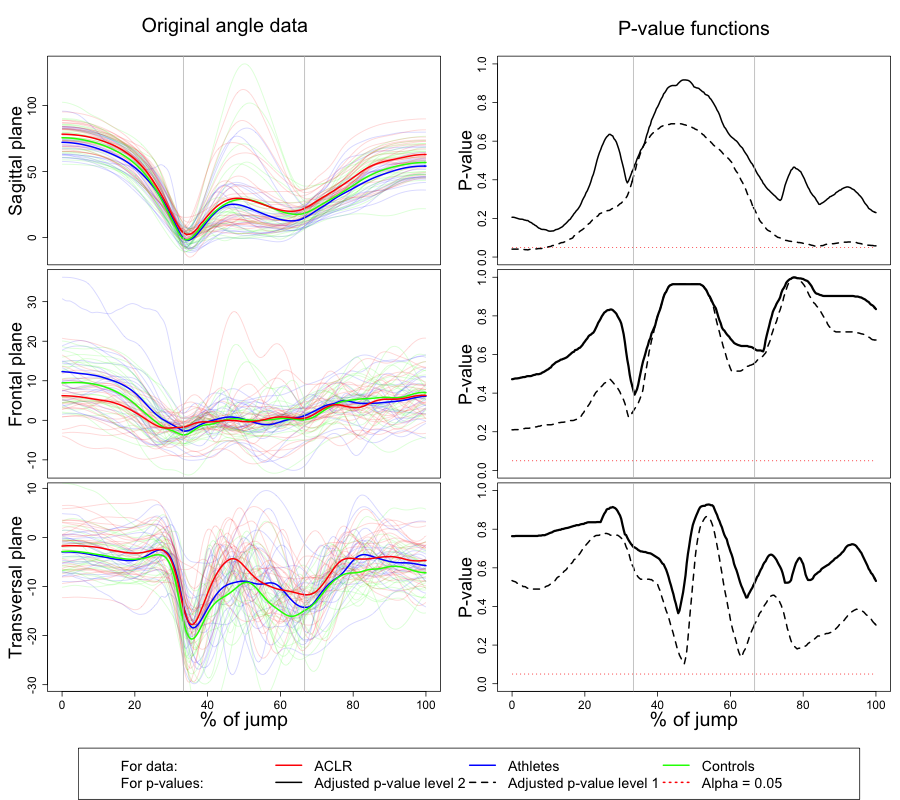 Original angle data
P-value functions
Sagittal plane
0 50 100
P-value
0.0 0.2 0.4 0.6 0.8 1.0
Frontal plane
-10 0 10 20 30
P-value
0.0 0.2 0.4 0.6 0.8 1.0
Transversal plane
-30 -20 -10 0 10
P-value
0.0 0.2 0.4 0.6 0.8 1.0
0 20 40 60 80 100
0 20 40 60 80 100
% of jump
% of jump
For data: ACLR Athletes Controls
For p-values: Adjusted p-value level 2 Adjusted p-value level 1 Alpha = 0.05